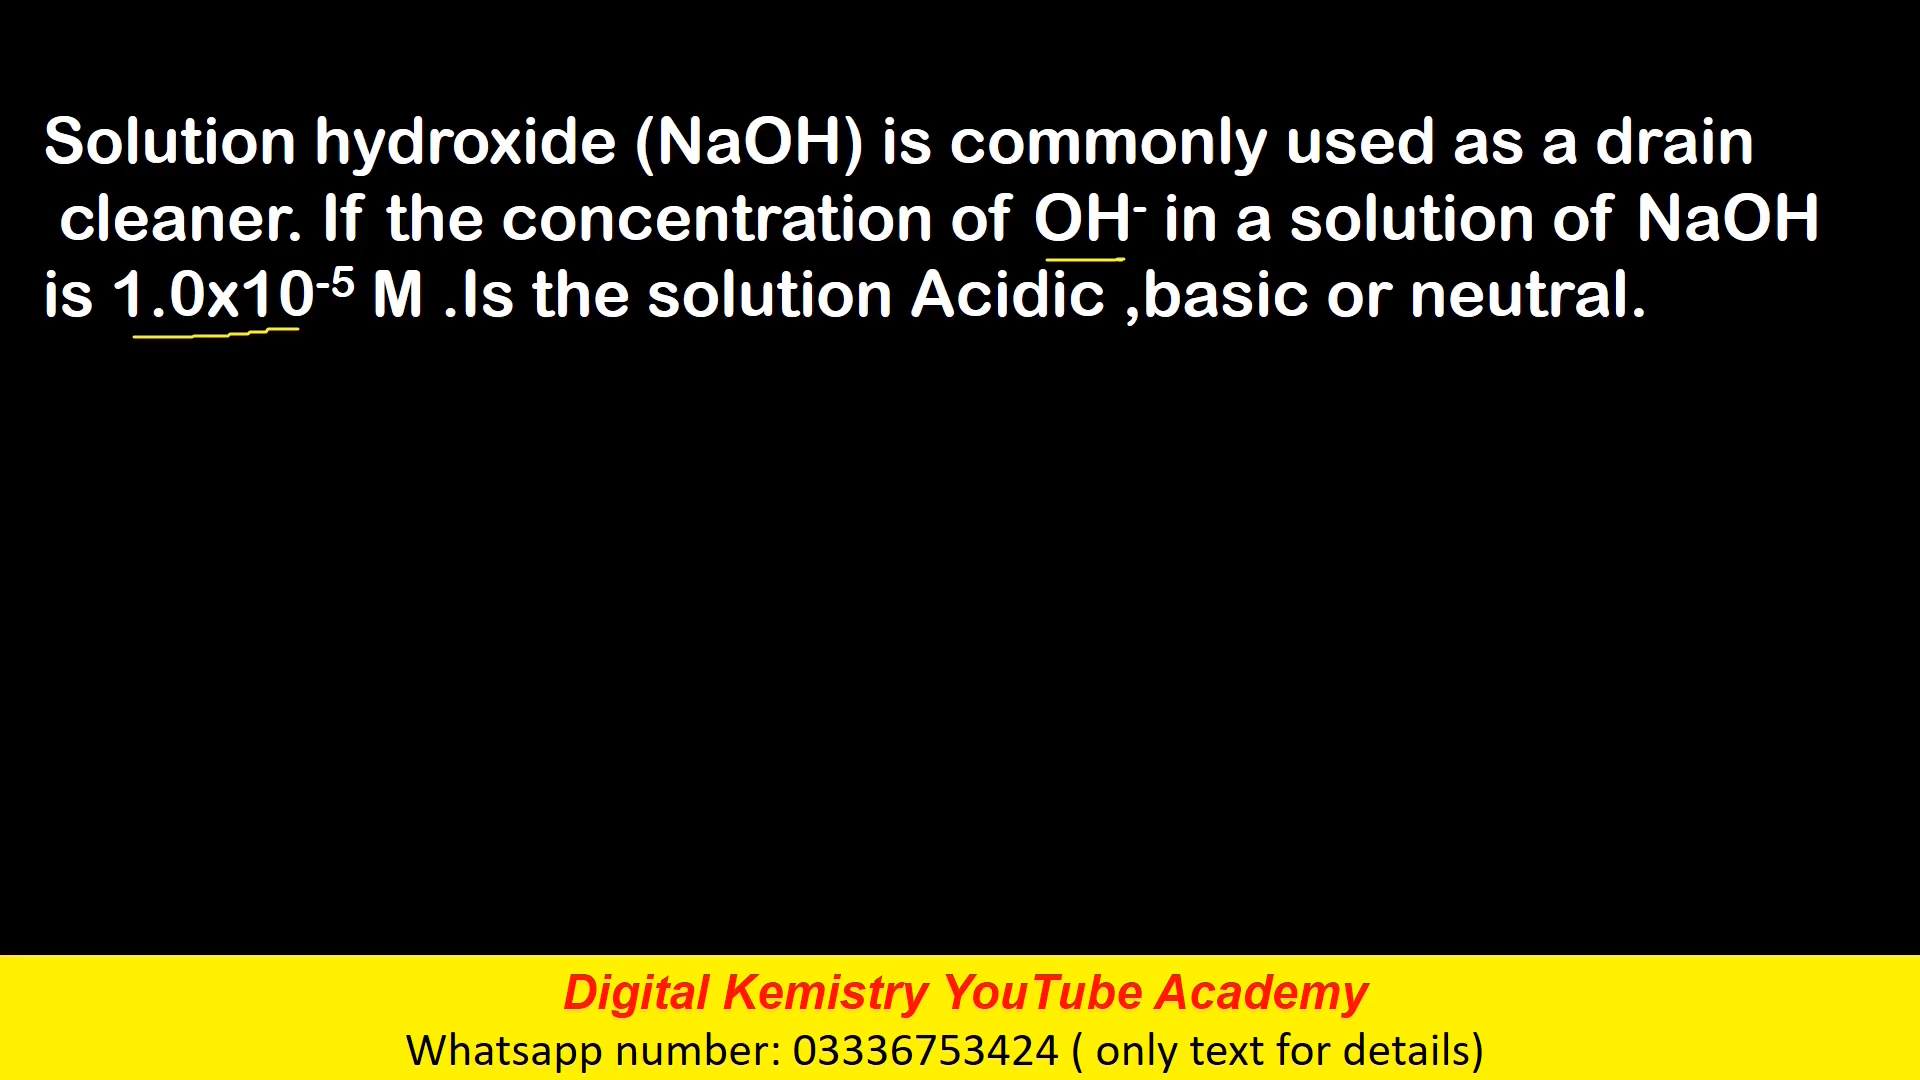 Solution hydroxide (NaOH) is commonly used as a drain
cleaner. If the concentration of OH⁻ in a solution of NaOH
is 1.0x10⁻⁵ M .Is the solution Acidic ,basic or neutral.
Digital Kemistry YouTube Academy
Whatsapp number: 03336753424 ( only text for details)